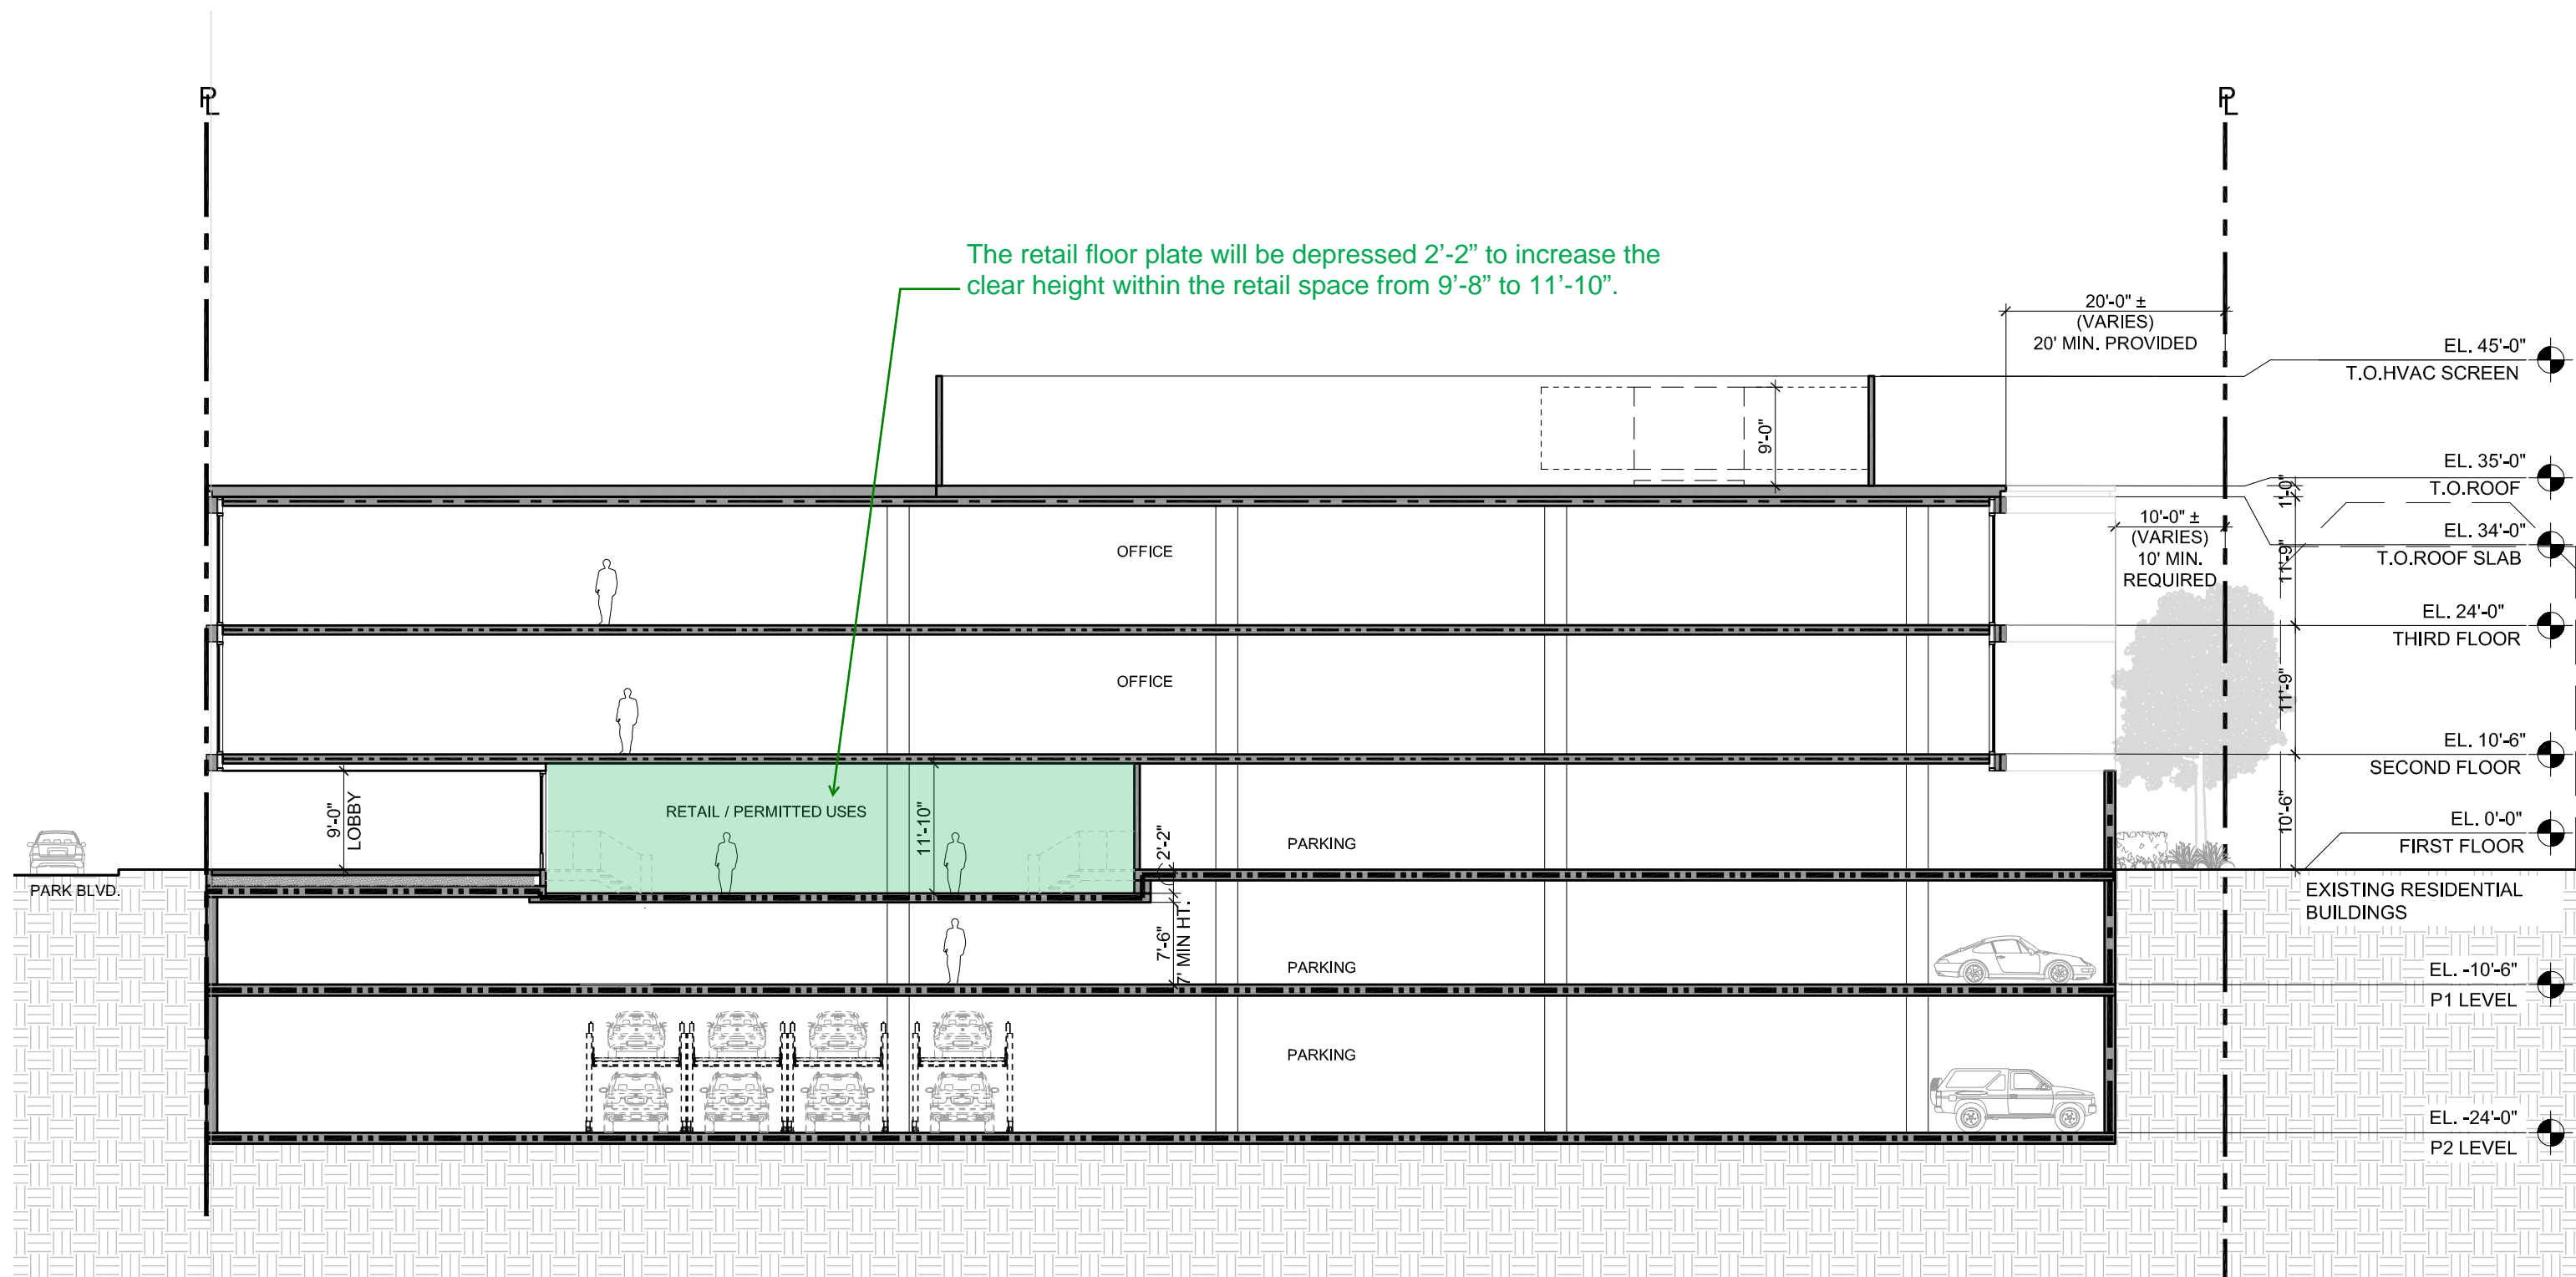 PL
PL
The retail floor plate will be depressed 2'-2” to increase the
clear height within the retail space from 9'-8” to 11'-10”.
20'-0" ±
(VARIES)
20' MIN. PROVIDED
EL. 45'-0"
T.O.HVAC SCREEN
9'-0"
EL. 35'-0"
T.O.ROOF
1'-0"
10'-0" ±
(VARIES)
10' MIN.
REQUIRED
EL. 34'-0"
T.O.ROOF SLAB
11'-9"
OFFICE
EL. 24'-0"
THIRD FLOOR
OFFICE
11'-9"
EL. 10'-6"
SECOND FLOOR
9'-0"
LOBBY
RETAIL / PERMITTED USES
11'-10"
2'-2"
PARKING
10'-6"
EL. 0'-0"
FIRST FLOOR
PARK BLVD.
EXISTING RESIDENTIAL
BUILDINGS
7'-6"
7' MIN HT.
PARKING
EL. -10'-6"
P1 LEVEL
PARKING
EL. -24'-0"
P2 LEVEL